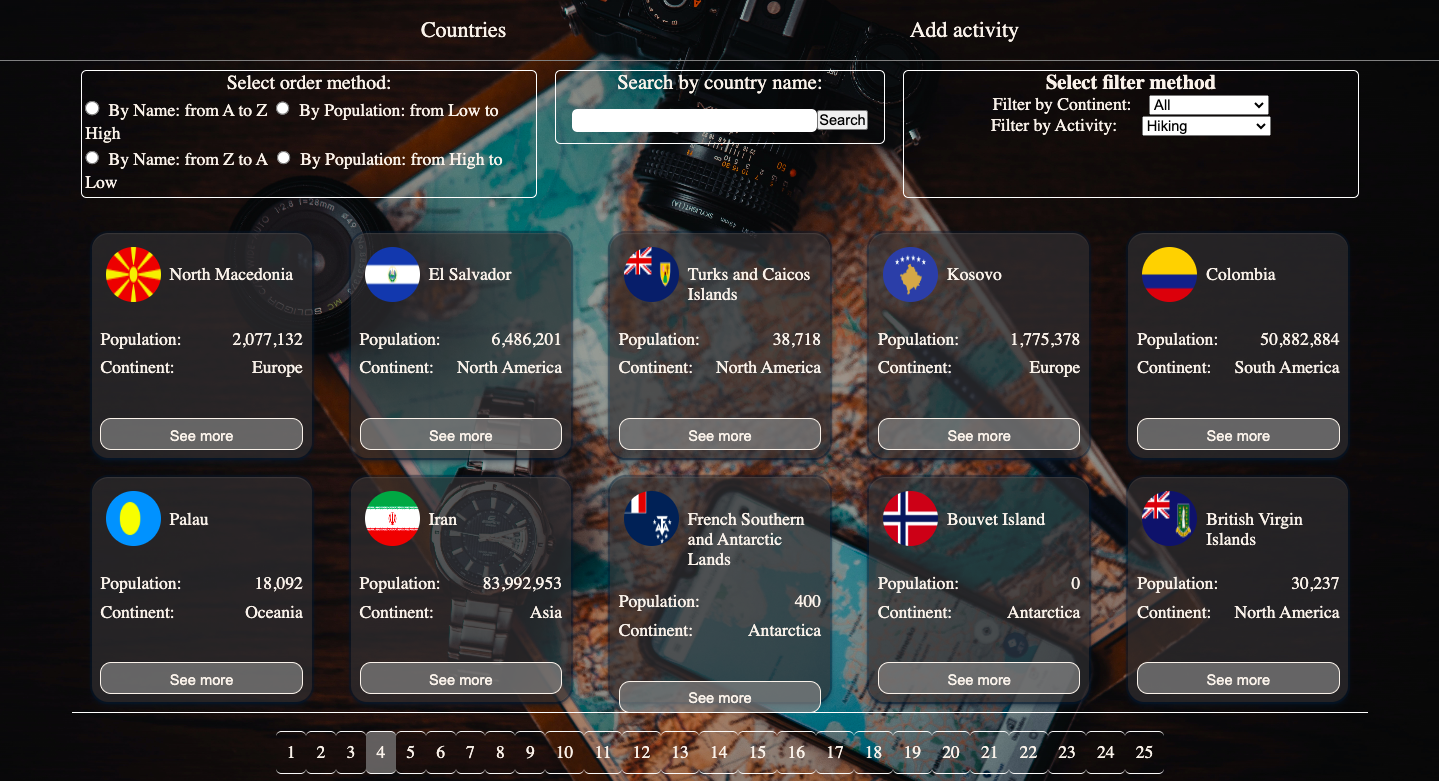 Countries
Add activity
Select order method:
By Name: from A to Z By Population: from Low to
High
By Name: from Z to A By Population: from High to
Low
Search by country name:
Search
Select filter method
Filter by Continent: All
Filter by Activity: Hiking
North Macedonia
Population: 2,077,132
Continent: Europe
See more
El Salvador
Population: 6,486,201
Continent: North America
See more
Turks and Caicos
Islands
Population: 38,718
Continent: North America
See more
Kosovo
Population: 1,775,378
Continent: Europe
See more
Colombia
Population: 50,882,884
Continent: South America
See more
Palau
Population: 18,092
Continent: Oceania
See more
Iran
Population: 83,992,953
Continent: Asia
See more
French Southern
and Antarctic
Lands
Population: 400
Continent: Antarctica
See more
Bouvet Island
Population: 0
Continent: Antarctica
See more
British Virgin
Islands
Population: 30,237
Continent: North America
See more
1 2 3 4 5 6 7 8 9 10 11 12 13 14 15 16 17 18 19 20 21 22 23 24 25